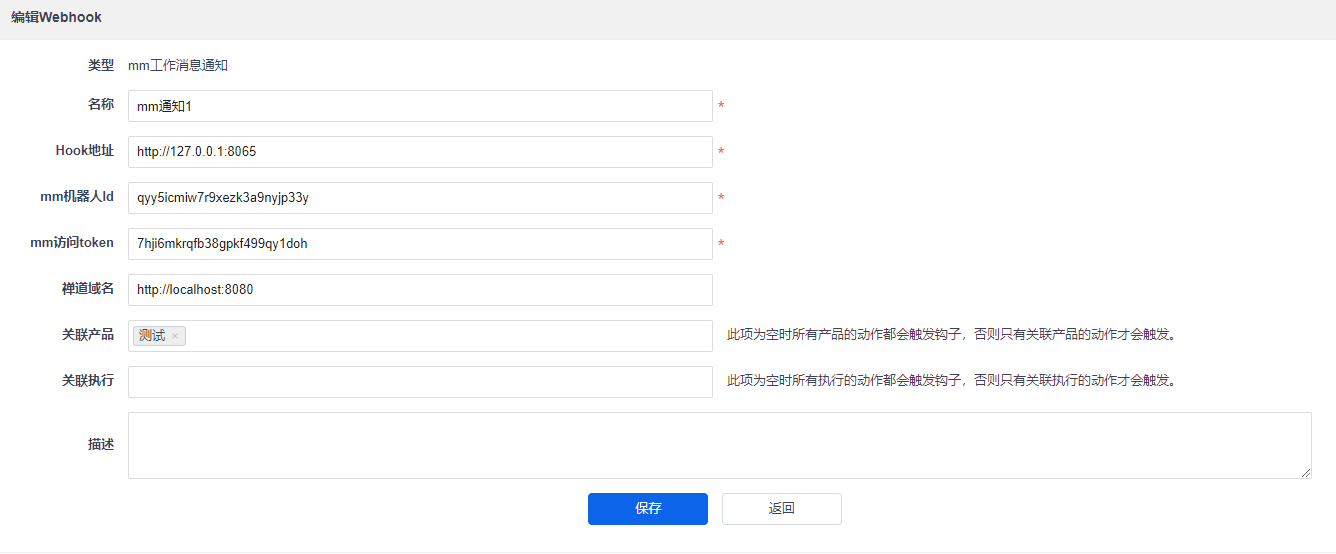 编辑Webhook
类型 mm工作消息通知
名称 mm通知1 *
Hook地址 http://127.0.0.1:8065 *
mm机器人Id qyy5icmiw7r9xezk3a9nyjp33y *
mm访问token 7hji6mkrqfb38gpkf499qy1doh *
禅道域名 http://localhost:8080
关联产品 测试 × 此项为空时所有产品的动作都会触发钩子，否则只有关联产品的动作才会触发。
关联执行 此项为空时所有执行的动作都会触发钩子，否则只有关联执行的动作才会触发。
描述
保存 返回